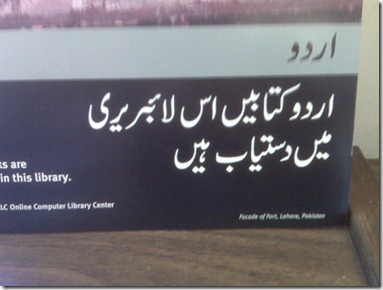 اردو
اردو کتابیں اس لائبریری
میں دستیاب ہیں
ks are
in this library.
LC Online Computer Library Center
Facade of Fort, Lahore, Pakistan